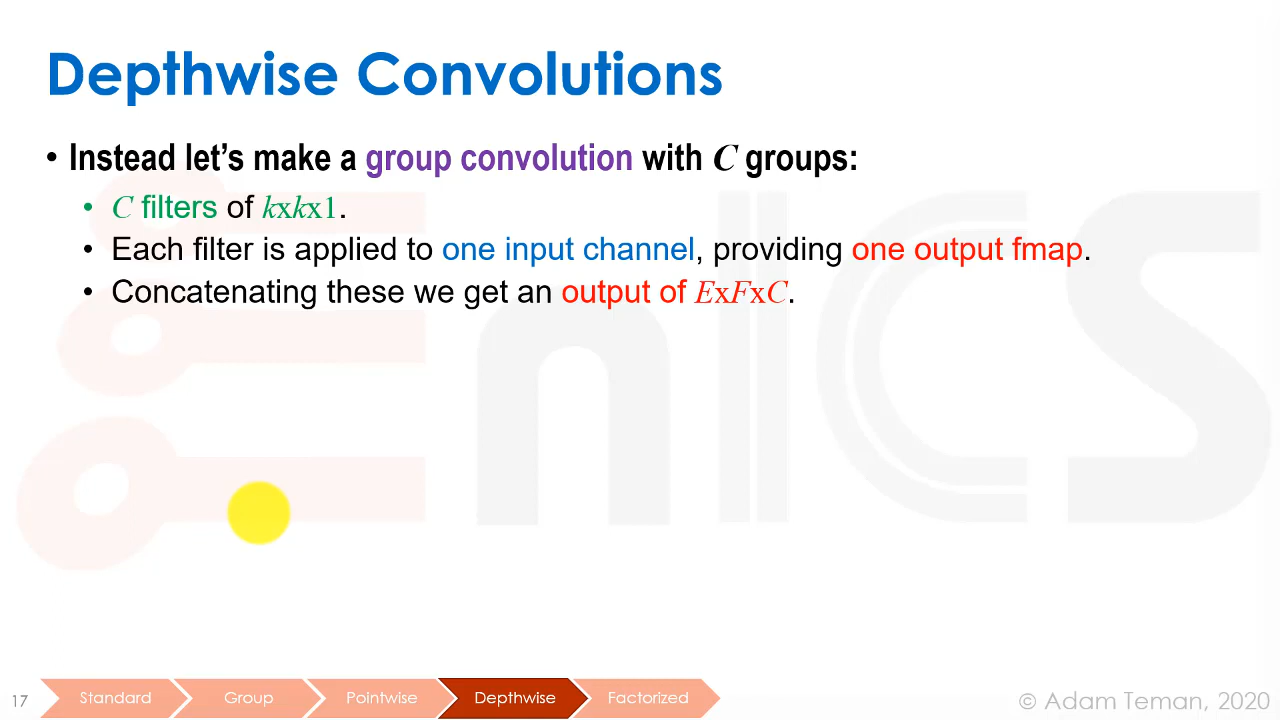 Depthwise Convolutions
• Instead let's make a group convolution with C groups:
• C filters of kxkx1.
• Each filter is applied to one input channel, providing one output fmap.
• Concatenating these we get an output of ExFxC.
EnICS
17
Standard
Group
Pointwise
Depthwise
Factorized
© Adam Teman, 2020